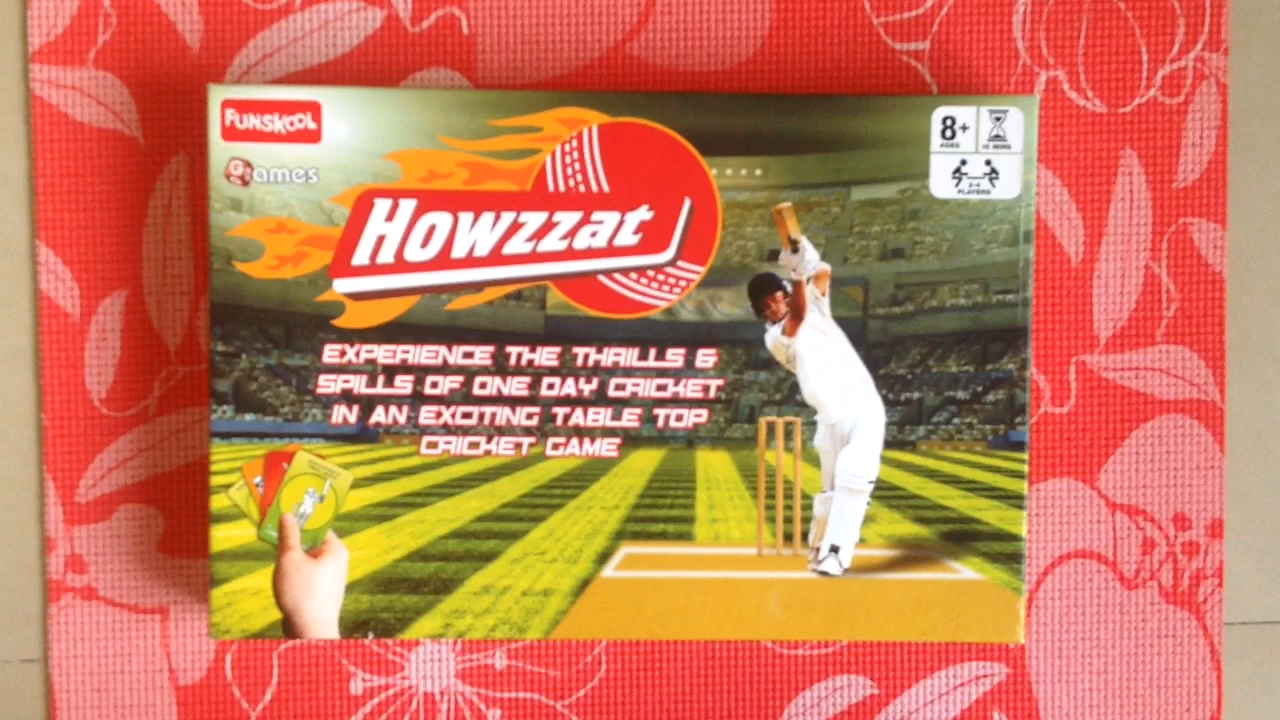 FUNSKOOL
Games
Howzzat
EXPERIENCE THE THRILLS &
SPILLS OF ONE DAY CRICKET
IN AN EXCITING TABLE TOP
CRICKET GAME
8+
AGES
15 MINS
2-4
PLAYERS